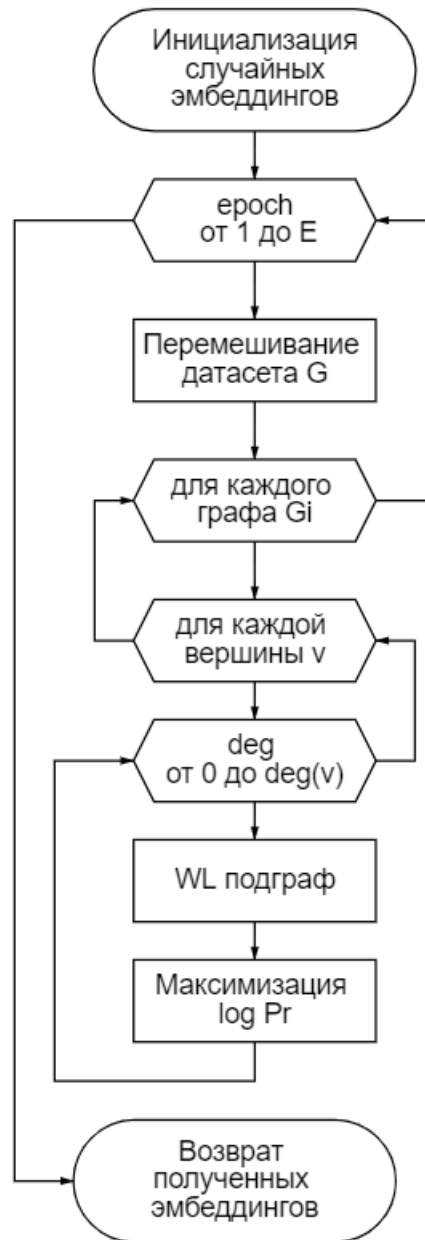 Инициализация
случайных
эмбеддингов
epoch
от 1 до E
Перемешивание
датасета G
для каждого
графа Gi
для каждой
вершины v
deg
от 0 до deg(v)
WL подграф
Максимизация
log Pr
Возврат
полученных
эмбеддингов